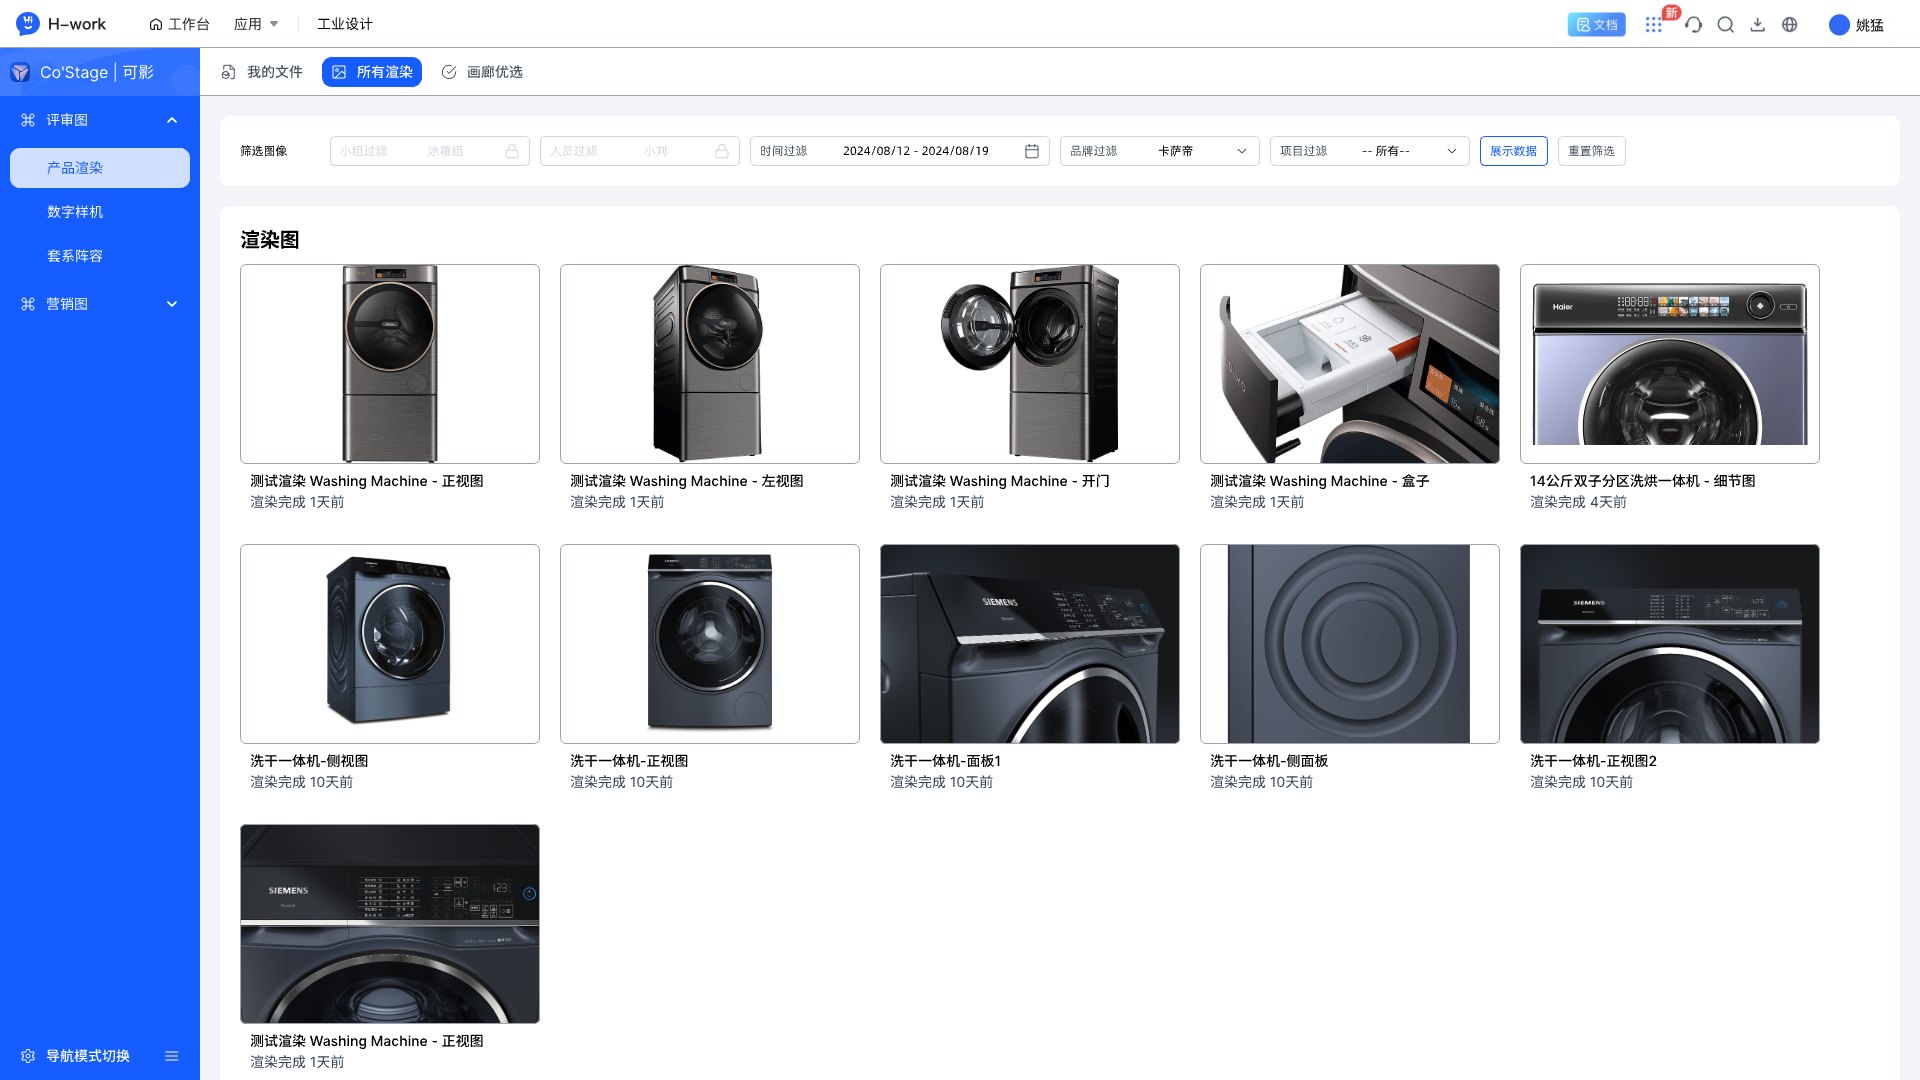 H-work
工作台
应用
工业设计
文档
新
姚猛
Co'Stage | 可影
我的文件
所有渲染
画廊优选
评审图
产品渲染
数字样机
套系阵容
营销图
导航模式切换
筛选图像
小组过滤 冰箱组
人员过滤 小刘
时间过滤 2024/08/12 - 2024/08/19
品牌过滤 卡萨帝
项目过滤 -- 所有--
展示数据
重置筛选
渲染图
Haier
测试渲染 Washing Machine - 正视图
渲染完成 1天前
测试渲染 Washing Machine - 左视图
渲染完成 1天前
测试渲染 Washing Machine - 开门
渲染完成 1天前
测试渲染 Washing Machine - 盒子
渲染完成 1天前
14公斤双子分区洗烘一体机 - 细节图
渲染完成 4天前
SIEMENS
SIEMENS
洗干一体机-侧视图
渲染完成 10天前
洗干一体机-正视图
渲染完成 10天前
洗干一体机-面板1
渲染完成 10天前
洗干一体机-侧面板
渲染完成 10天前
洗干一体机-正视图2
渲染完成 10天前
SIEMENS
测试渲染 Washing Machine - 正视图
渲染完成 1天前